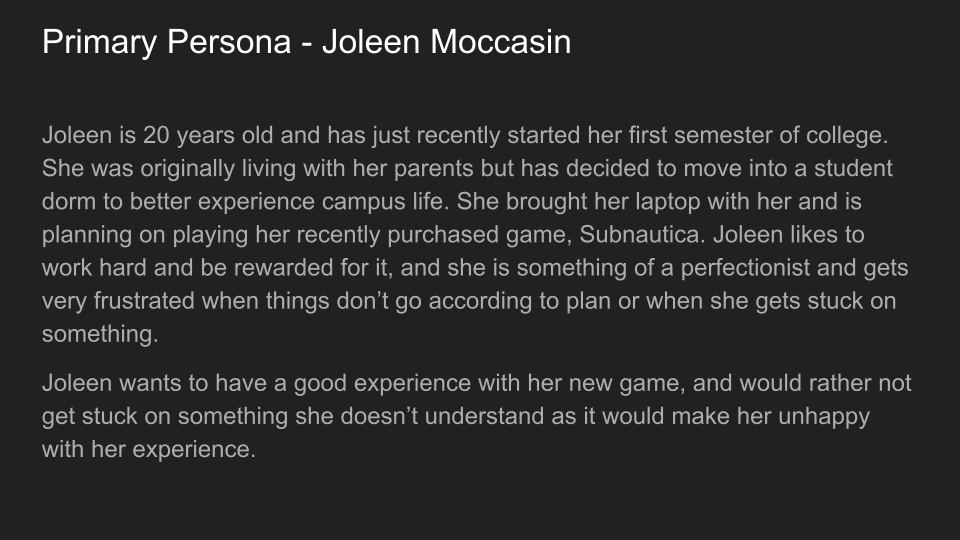 Primary Persona - Joleen Moccasin
Joleen is 20 years old and has just recently started her first semester of college.
She was originally living with her parents but has decided to move into a student
dorm to better experience campus life. She brought her laptop with her and is
planning on playing her recently purchased game, Subnautica. Joleen likes to
work hard and be rewarded for it, and she is something of a perfectionist and gets
very frustrated when things don’t go according to plan or when she gets stuck on
something.
Joleen wants to have a good experience with her new game, and would rather not
get stuck on something she doesn’t understand as it would make her unhappy
with her experience.